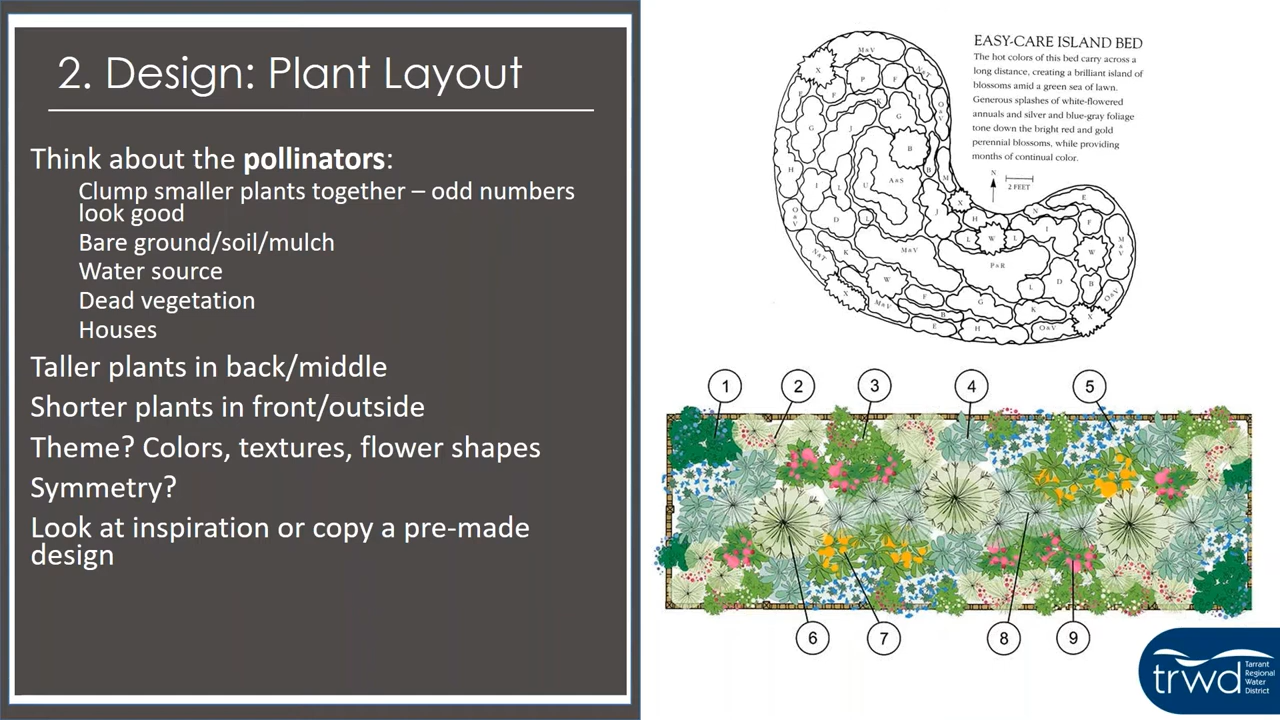 2. Design: Plant Layout
Think about the pollinators:
Clump smaller plants together – odd numbers
look good
Bare ground/soil/mulch
Water source
Dead vegetation
Houses
Taller plants in back/middle
Shorter plants in front/outside
Theme? Colors, textures, flower shapes
Symmetry?
Look at inspiration or copy a pre-made
design
EASY-CARE ISLAND BED
The hot colors of this bed carry across a
long distance, creating a brilliant island of
blossoms amid a green sea of lawn.
Generous splashes of white-flowered
annuals and silver and blue-gray foliage
tone down the bright red and gold
perennial blossoms, while providing
months of continual color.
N
2 FEET
M&V
X
P
F
N&T
E
F
K
I
O&V
G
J
G
B
H
I
L
U
A&S
B
M
X
E
O&V
D
L
J
H
X
F
L
W
L
I
M&V
N&T
K
M&V
W
P&R
W
L
D
B
O&V
X
M&V
F
G
K
B
X
E
H
O&V
1
2
3
4
5
6
7
8
9
trwd
Tarrant
Regional
Water
District